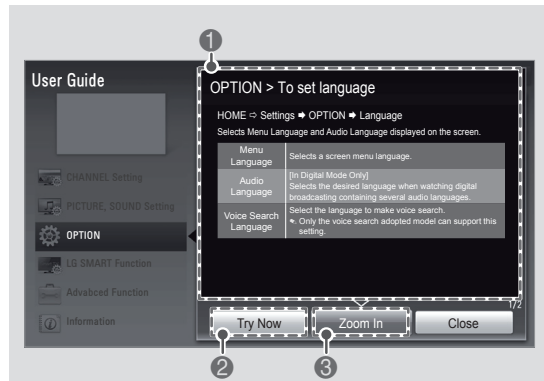 1
User Guide
OPTION > To set language
HOME ⇨ Settings ➡ OPTION ➡ Language
Selects Menu Language and Audio Language displayed on the screen.
Menu
Language
Selects a screen menu language.
Audio
Language
[In Digital Mode Only]
Selects the desired language when watching digital
broadcasting containing several audio languages.
Voice Search
Language
Select the language to make voice search.
Only the voice search adopted model can support this
setting.
CHANNEL Setting
PICTURE, SOUND Setting
OPTION
LG SMART Function
Advabced Function
Information
1/2
Try Now
Zoom In
Close
2
3